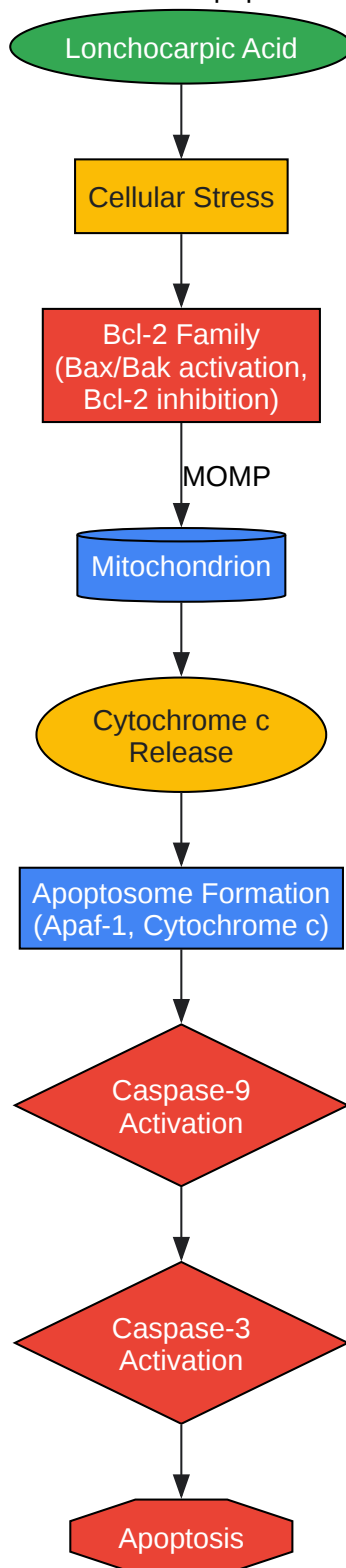 Lonchocarpic Acid
Cellular Stress
Bcl-2 Family
(Bax/Bak activation,
Bcl-2 inhibition)
MOMP
Mitochondrion
Cytochrome c
Release
Apoptosome Formation
(Apaf-1, Cytochrome c)
Caspase-9
Activation
Caspase-3
Activation
Apoptosis